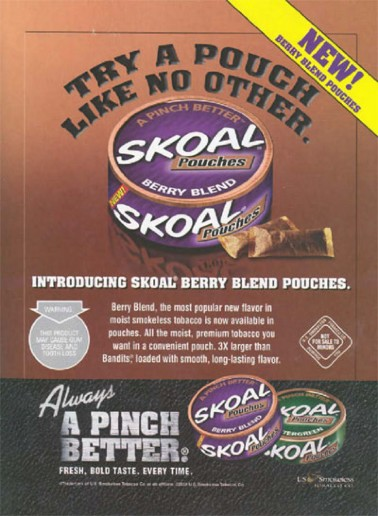 NEW!
BERRY BLEND POUCHES
TRY A POUCH
LIKE NO OTHER.
A PINCH BETTER
SKOAL
Pouches
BERRY BLEND
NEW!
SKOAL
Pouches
INTRODUCING SKOAL® BERRY BLEND POUCHES.
WARNING:
THIS PRODUCT
MAY CAUSE GUM
DISEASE AND
TOOTH LOSS
Berry Blend, the most popular new flavor in
moist smokeless tobacco is now available in
pouches. All the moist, premium tobacco you
want in a convenient pouch. 3X larger than
Bandits®, loaded with smooth, long-lasting flavor.
NOT
FOR SALE TO
MINORS
Always
A PINCH
BETTER®
FRESH, BOLD TASTE. EVERY TIME.
A PINCH BETTER
SKOAL
Pouches
BERRY BLEND
SKOAL
Pouches
SKOAL
Pouches
KOAL
U.S. Smokeless